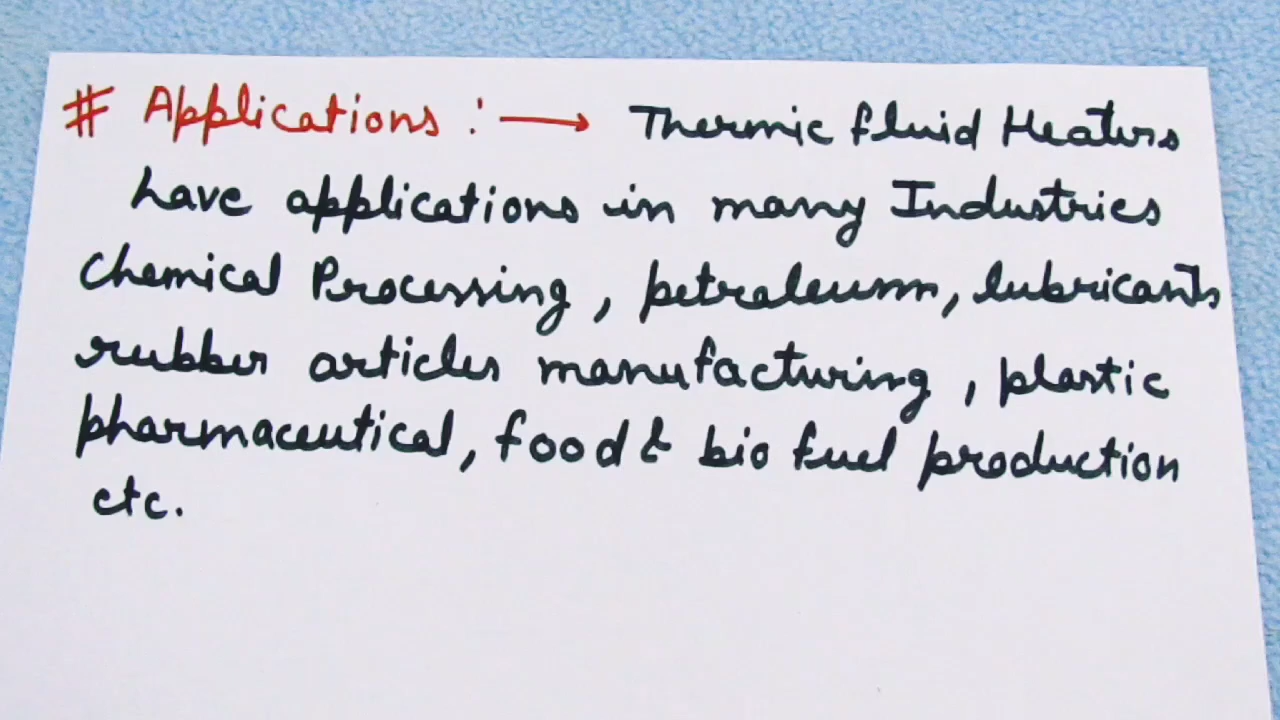 # Applications : → Thermic fluid Heaters
have applications in many Industries
Chemical Processing, petraleumn, lubricants
rubber articles manufacturing, plastic
pharmaceutical, food & bio fuel production
etc.